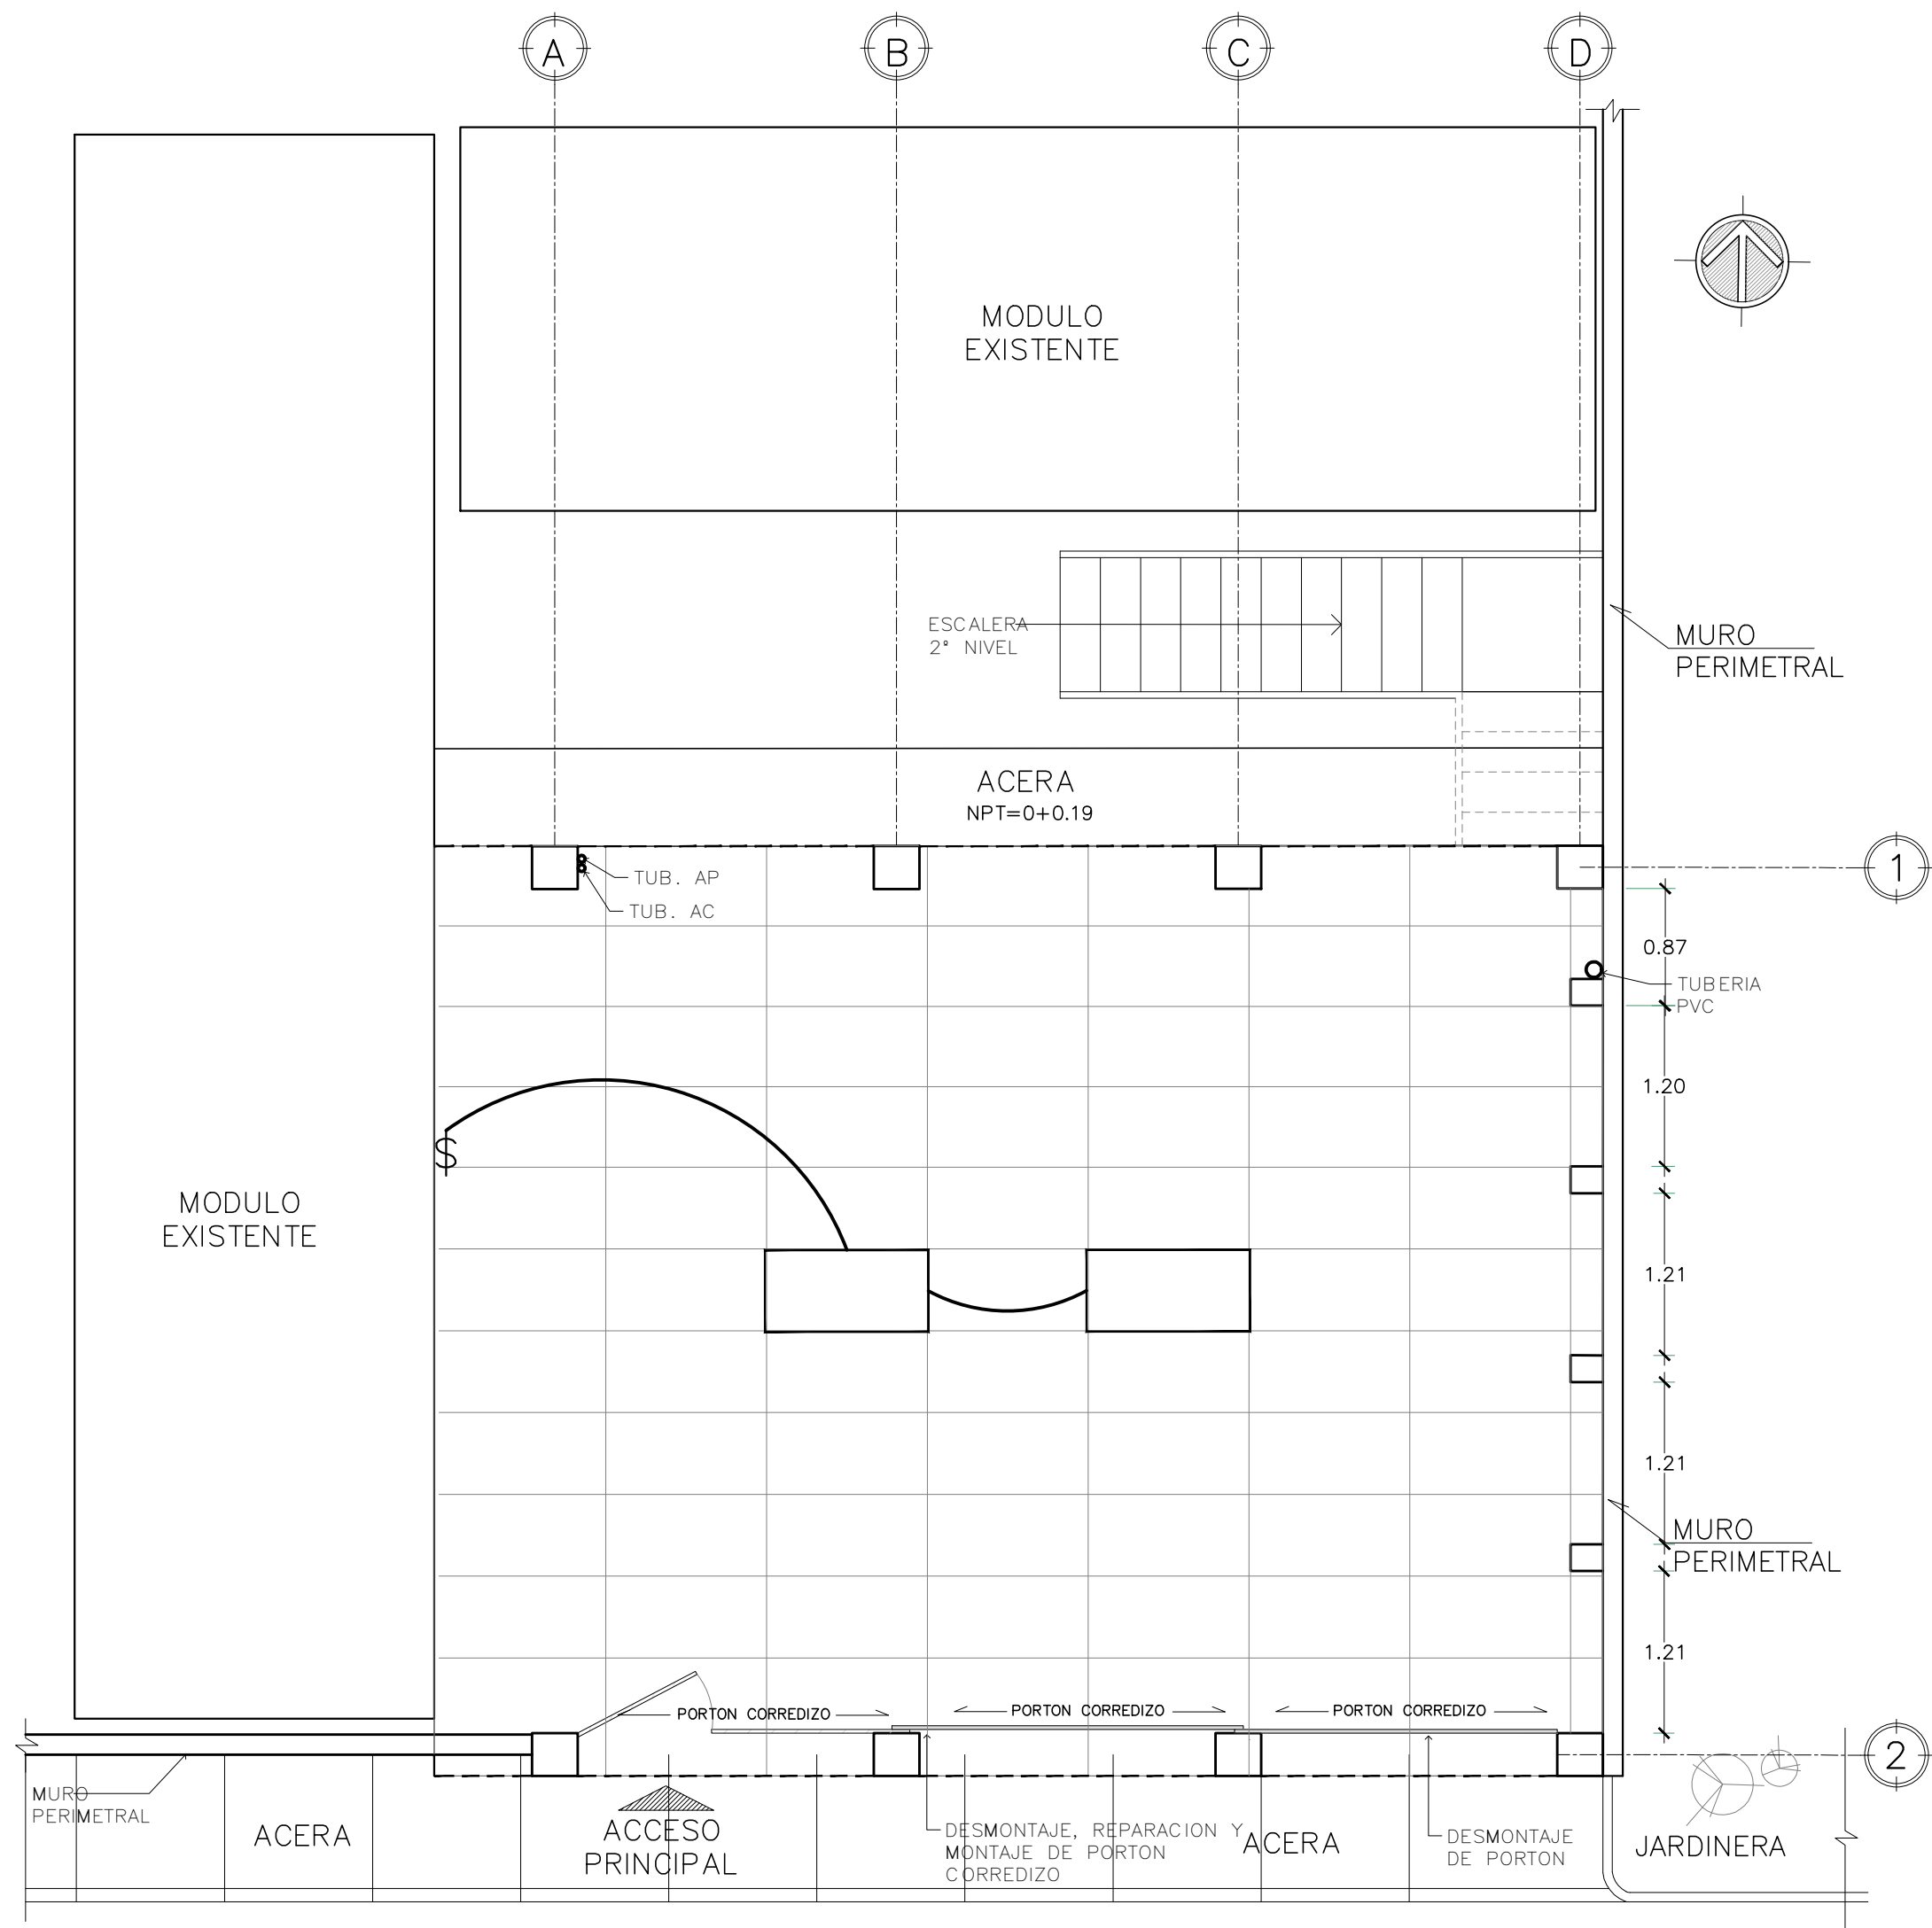 A
B
C
D
MODULO
EXISTENTE
ESCALERA
2° NIVEL
MURO
PERIMETRAL
ACERA
NPT=0+0.19
1
TUB. AP
TUB. AC
0.87
TUBERIA
PVC
1.20
$
MODULO
EXISTENTE
1.21
1.21
MURO
PERIMETRAL
1.21
PORTON CORREDIZO
PORTON CORREDIZO
PORTON CORREDIZO
2
MURO
PERIMETRAL
ACERA
ACCESO
PRINCIPAL
DESMONTAJE, REPARACION Y
MONTAJE DE PORTON
CORREDIZO
ACERA
DESMONTAJE
DE PORTON
JARDINERA